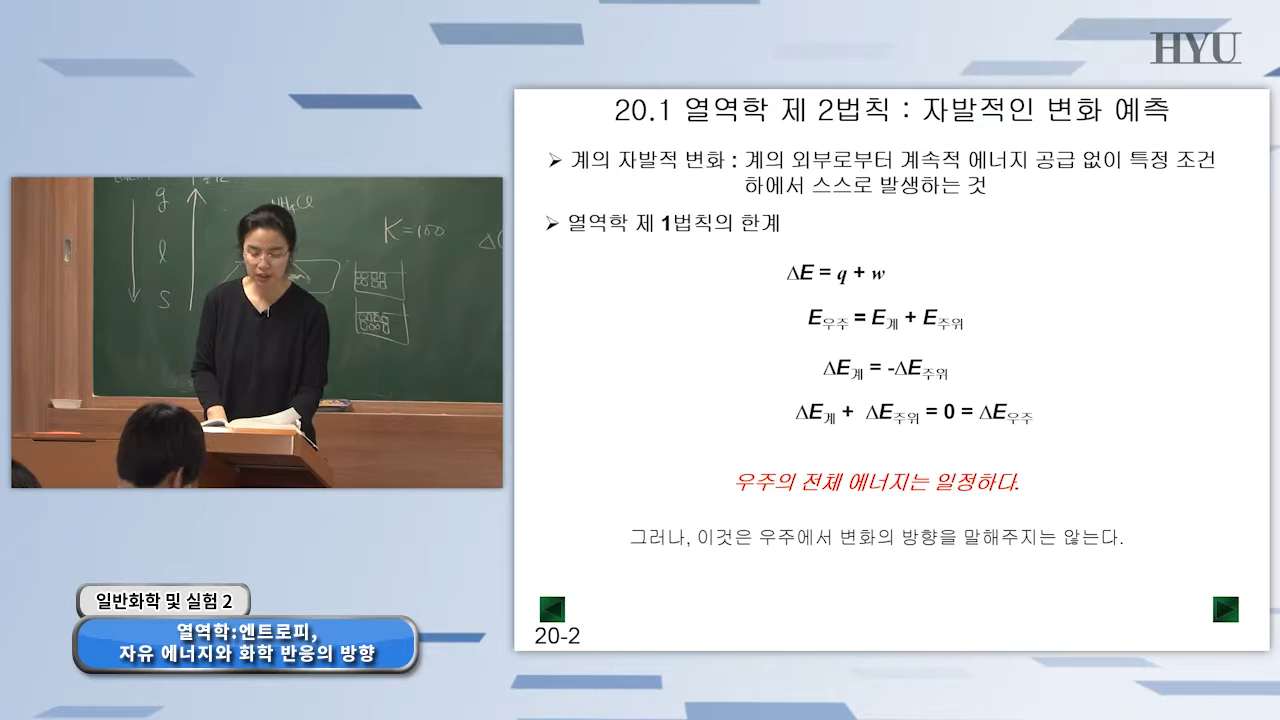 HYU
20.1 열역학 제 2법칙 : 자발적인 변화 예측
➢ 계의 자발적 변화 : 계의 외부로부터 계속적 에너지 공급 없이 특정 조건
하에서 스스로 발생하는 것
➢ 열역학 제 1법칙의 한계
ΔE = q + w
E우주 = E계 + E주위
ΔE계 = -ΔE주위
ΔE계 + ΔE주위 = 0 = ΔE우주
우주의 전체 에너지는 일정하다.
그러나, 이것은 우주에서 변화의 방향을 말해주지는 않는다.
20-2
g
l
s
NH₄Cl
K=100
일반화학 및 실험 2
열역학:엔트로피,
자유 에너지와 화학 반응의 방향